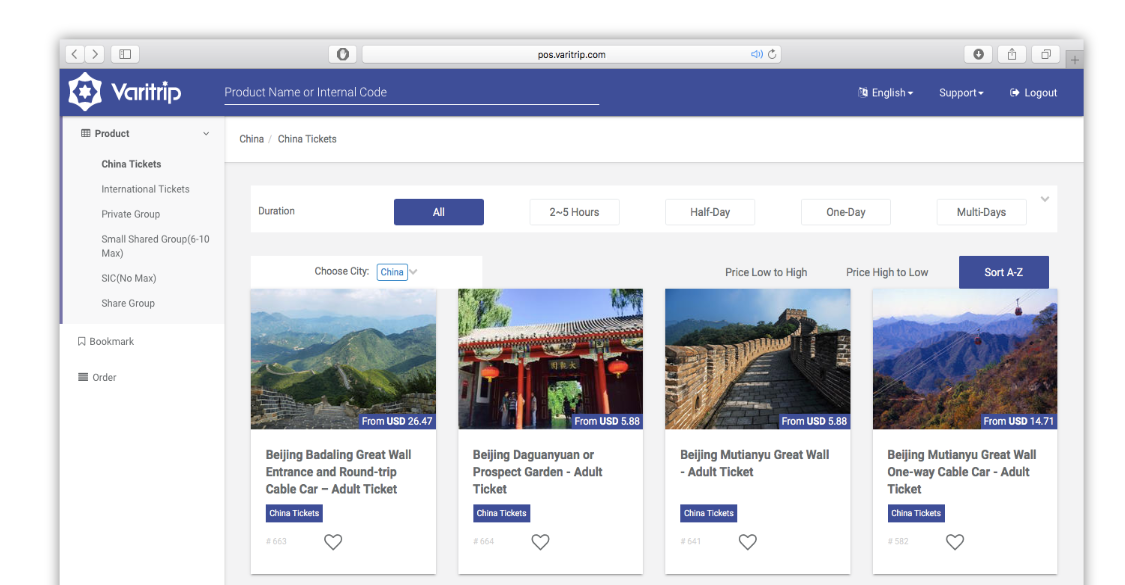 pos.varitrip.com
Varitrip
Product Name or Internal Code
English
Support
Logout
Product
China Tickets
International Tickets
Private Group
Small Shared Group(6-10
Max)
SIC(No Max)
Share Group
Bookmark
Order
China / China Tickets
Duration
All
2~5 Hours
Half-Day
One-Day
Multi-Days
Choose City: China
Price Low to High
Price High to Low
Sort A-Z
From USD 26.47
Beijing Badaling Great Wall
Entrance and Round-trip
Cable Car – Adult Ticket
China Tickets
# 663
From USD 5.88
Beijing Daguanyuan or
Prospect Garden - Adult
Ticket
China Tickets
# 664
From USD 5.88
Beijing Mutianyu Great Wall
- Adult Ticket
China Tickets
# 641
From USD 14.71
Beijing Mutianyu Great Wall
One-way Cable Car - Adult
Ticket
China Tickets
# 582